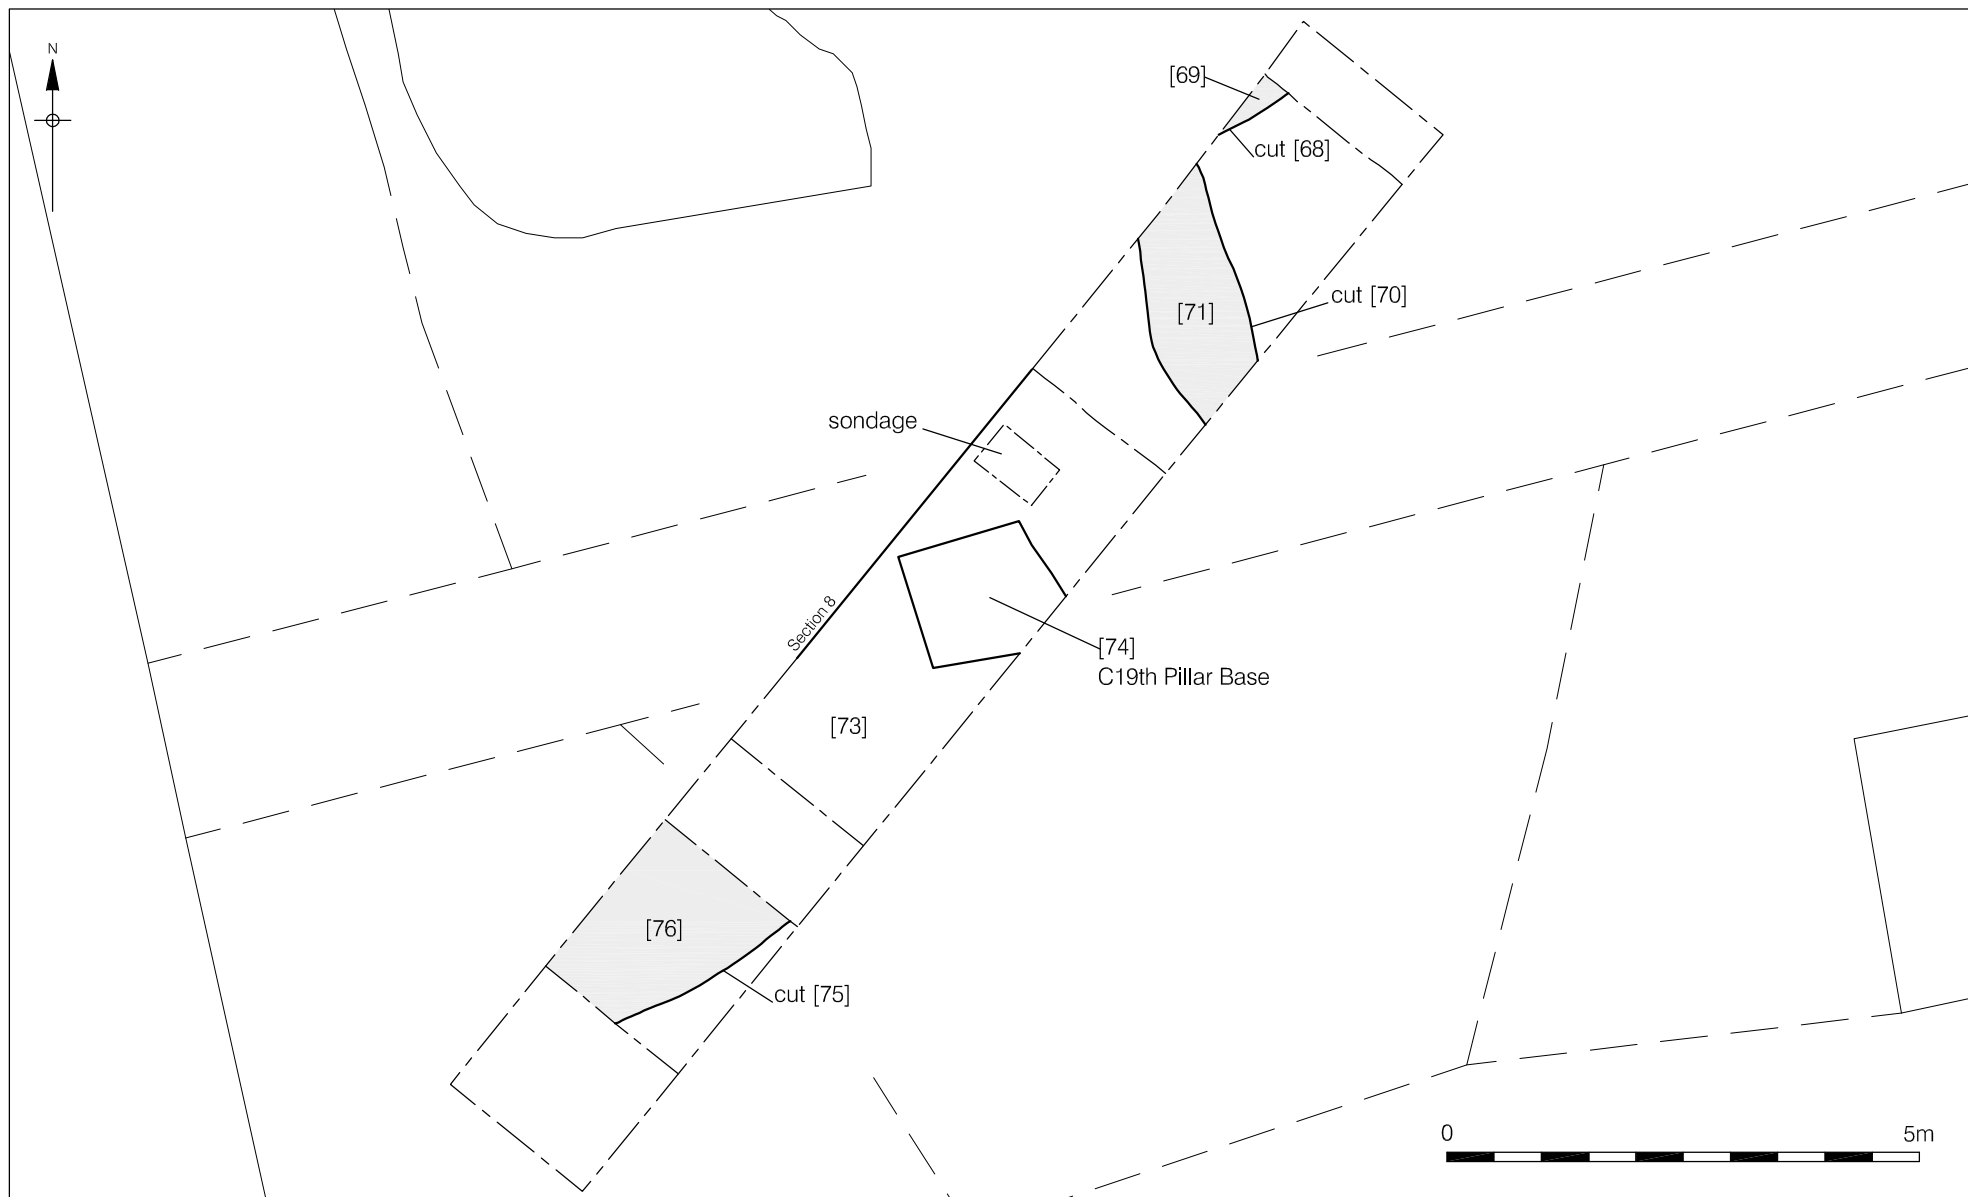 N
[69]
cut [68]
cut [70]
[71]
sondage
Section 8
[74]
C19th Pillar Base
[73]
[76]
cut [75]
0 5m